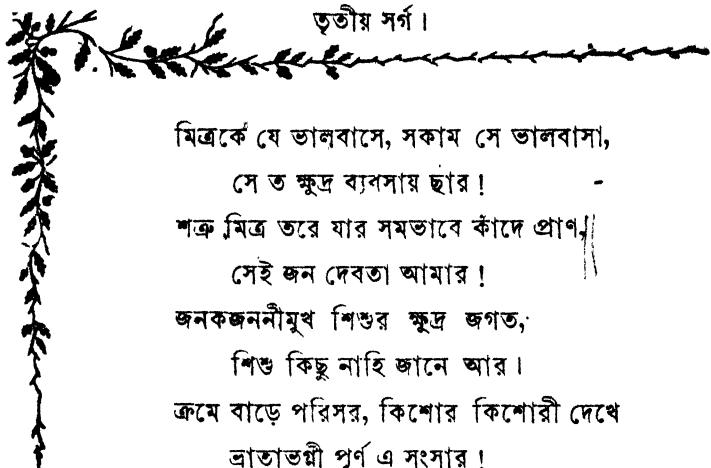 তৃতীয় সর্গ।
মিত্রকে যে ভালবাসে, সকাম সে ভালবাসা,
সে ত ক্ষুদ্র ব্যবসায় ছার !
শত্রু মিত্র তরে যার সমভাবে কাঁদে প্রাণ,
সেই জন দেবতা আমার !
জনকজননীমুখ শিশুর ক্ষুদ্র জগত,
শিশু কিছু নাহি জানে আর।
ক্রমে বাড়ে পরিসর, কিশোর কিশোরী দেখে
ভ্রাতাভগ্নী পূর্ণ এ সংসার !